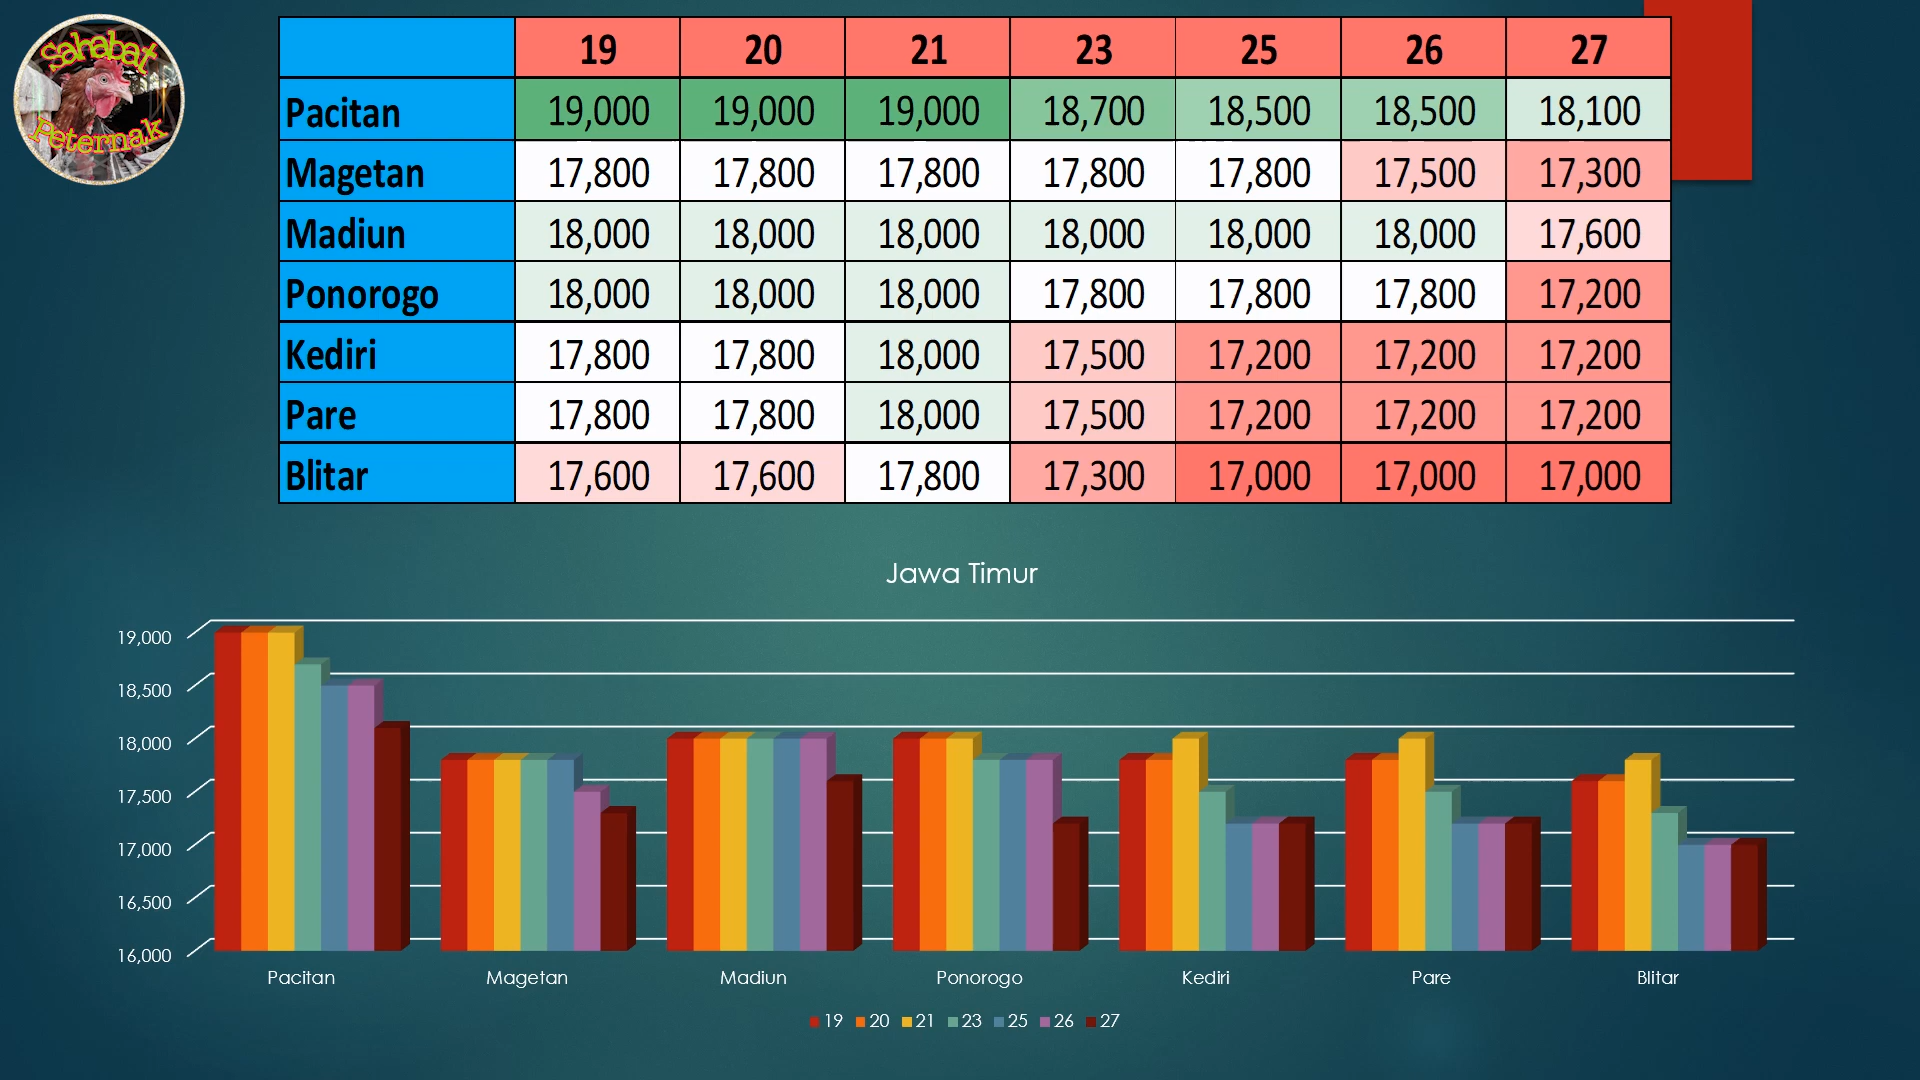 Sahabat
Peternak
19 20 21 23 25 26 27
Pacitan 19,000 19,000 19,000 18,700 18,500 18,500 18,100
Magetan 17,800 17,800 17,800 17,800 17,800 17,500 17,300
Madiun 18,000 18,000 18,000 18,000 18,000 18,000 17,600
Ponorogo 18,000 18,000 18,000 17,800 17,800 17,800 17,200
Kediri 17,800 17,800 18,000 17,500 17,200 17,200 17,200
Pare 17,800 17,800 18,000 17,500 17,200 17,200 17,200
Blitar 17,600 17,600 17,800 17,300 17,000 17,000 17,000
Jawa Timur
19,000
18,500
18,000
17,500
17,000
16,500
16,000
Pacitan Magetan Madiun Ponorogo Kediri Pare Blitar
19 20 21 23 25 26 27